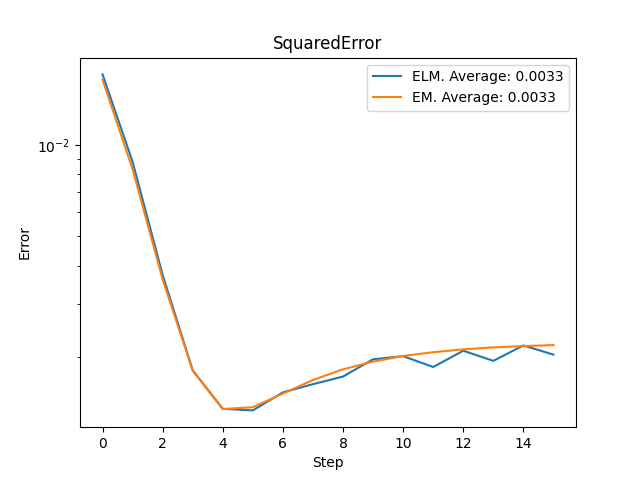 SquaredError
ELM. Average: 0.0033
EM. Average: 0.0033
10⁻²
Error
0 2 4 6 8 10 12 14
Step